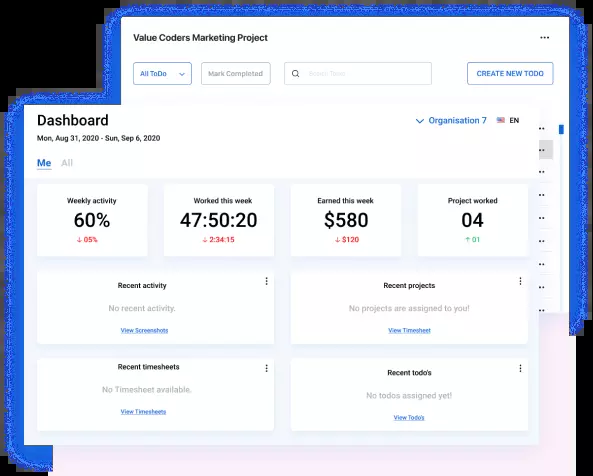 Value Coders Marketing Project
All ToDo
Mark Completed
CREATE NEW TODO
Dashboard
Organisation 7
EN
Mon, Aug 31, 2020 - Sun, Sep 6, 2020
Me
All
Weekly activity
60%
↓ 05%
Worked this week
47:50:20
↓ 2:34:15
Earned this week
$580
↓ $120
Project worked
04
↑ 01
Recent activity
No recent activity.
View Screenshots
Recent projects
No projects are assigned to you!
View Timesheet
Recent timesheets
No Timesheet available.
View Timesheets
Recent todo's
No todos assigned yet!
View Todo's